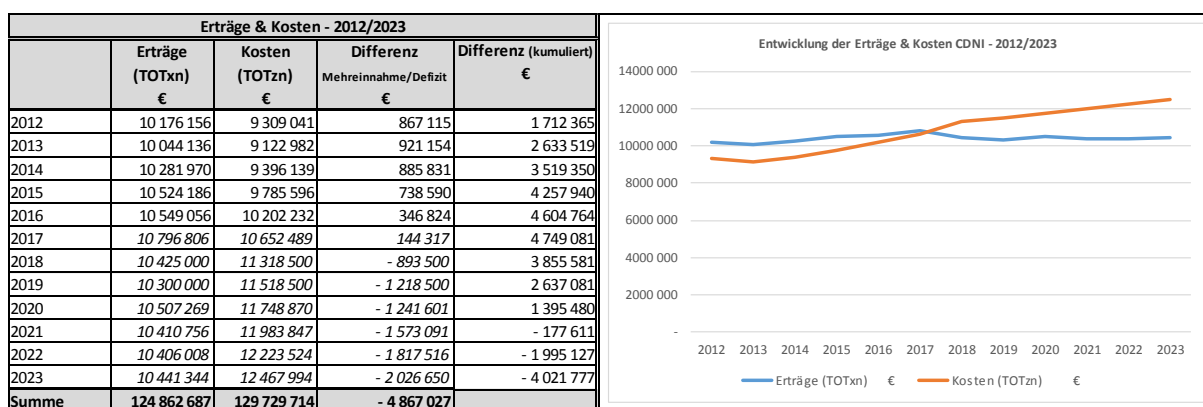 Erträge & Kosten - 2012/2023
Erträge Kosten Differenz Differenz (kumuliert)
(TOTxn) (TOTzn) Mehreinnahme/Defizit €
€ € €
2012 10 176 156 9 309 041 867 115 1 712 365
2013 10 044 136 9 122 982 921 154 2 633 519
2014 10 281 970 9 396 139 885 831 3 519 350
2015 10 524 186 9 785 596 738 590 4 257 940
2016 10 549 056 10 202 232 346 824 4 604 764
2017 10 796 806 10 652 489 144 317 4 749 081
2018 10 425 000 11 318 500 - 893 500 3 855 581
2019 10 300 000 11 518 500 - 1 218 500 2 637 081
2020 10 507 269 11 748 870 - 1 241 601 1 395 480
2021 10 410 756 11 983 847 - 1 573 091 - 177 611
2022 10 406 008 12 223 524 - 1 817 516 - 1 995 127
2023 10 441 344 12 467 994 - 2 026 650 - 4 021 777
Summe 124 862 687 129 729 714 - 4 867 027
Entwicklung der Erträge & Kosten CDNI - 2012/2023
14000 000
12000 000
10000 000
8000 000
6000 000
4000 000
2000 000
-
2012 2013 2014 2015 2016 2017 2018 2019 2020 2021 2022 2023
Erträge (TOTxn) € Kosten (TOTzn) €